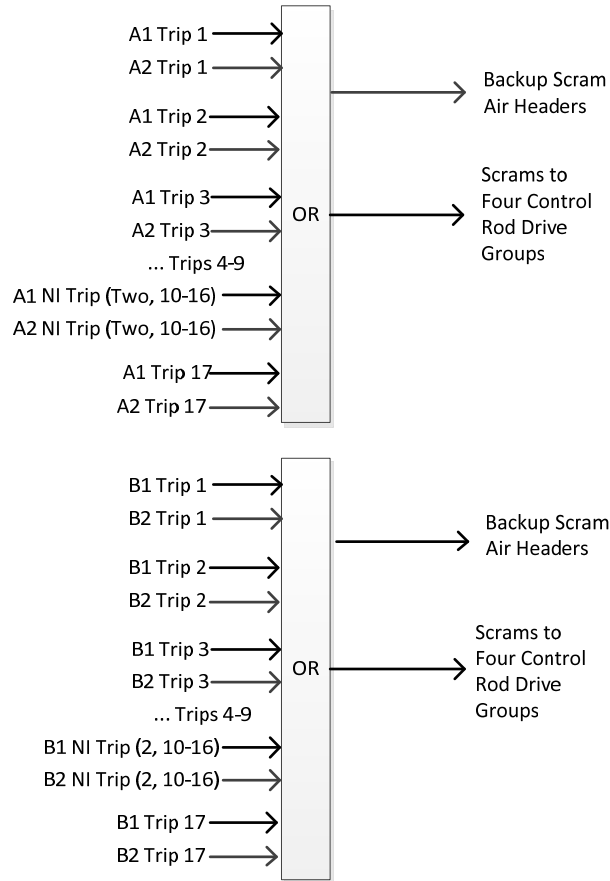 A1 Trip 1
A2 Trip 1
A1 Trip 2
A2 Trip 2
A1 Trip 3
A2 Trip 3
... Trips 4-9
A1 NI Trip (Two, 10-16)
A2 NI Trip (Two, 10-16)
A1 Trip 17
A2 Trip 17
OR
Backup Scram
Air Headers
Scrams to
Four Control
Rod Drive
Groups
B1 Trip 1
B2 Trip 1
B1 Trip 2
B2 Trip 2
B1 Trip 3
B2 Trip 3
... Trips 4-9
B1 NI Trip (2, 10-16)
B2 NI Trip (2, 10-16)
B1 Trip 17
B2 Trip 17
OR
Backup Scram
Air Headers
Scrams to
Four Control
Rod Drive
Groups